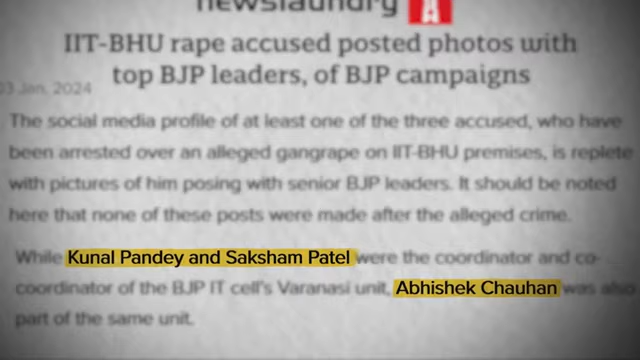 newslaundry
IIT-BHU rape accused posted photos with
top BJP leaders, of BJP campaigns
03 Jan, 2024
The social media profile of at least one of the three accused, who have
been arrested over an alleged gangrape on IIT-BHU premises, is replete
with pictures of him posing with senior BJP leaders. It should be noted
here that none of these posts were made after the alleged crime.
While Kunal Pandey and Saksham Patel were the coordinator and co-
coordinator of the BJP IT cell's Varanasi unit, Abhishek Chauhan was also
part of the same unit.